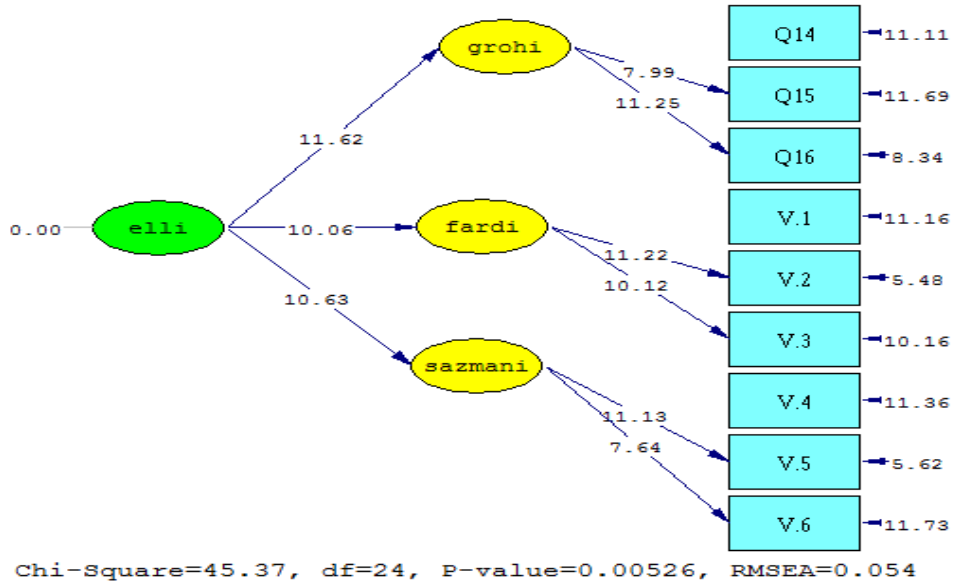 Q14
11.11
grohi
7.99
Q15
11.69
11.25
11.62
Q16
8.34
V.1
11.16
0.00
elli
10.06
fardi
11.22
V.2
5.48
10.12
10.63
V.3
10.16
sazmani
V.4
11.36
11.13
7.64
V.5
5.62
V.6
11.73
Chi-Square=45.37, df=24, P-value=0.00526, RMSEA=0.054